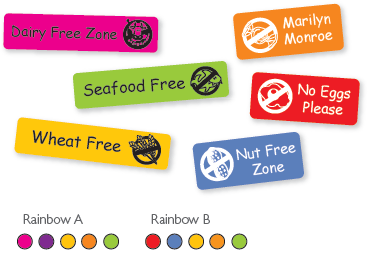 Dairy Free Zone
Marilyn
Monroe
Seafood Free
No Eggs
Please
Wheat Free
Nut Free
Zone
Rainbow A
Rainbow B